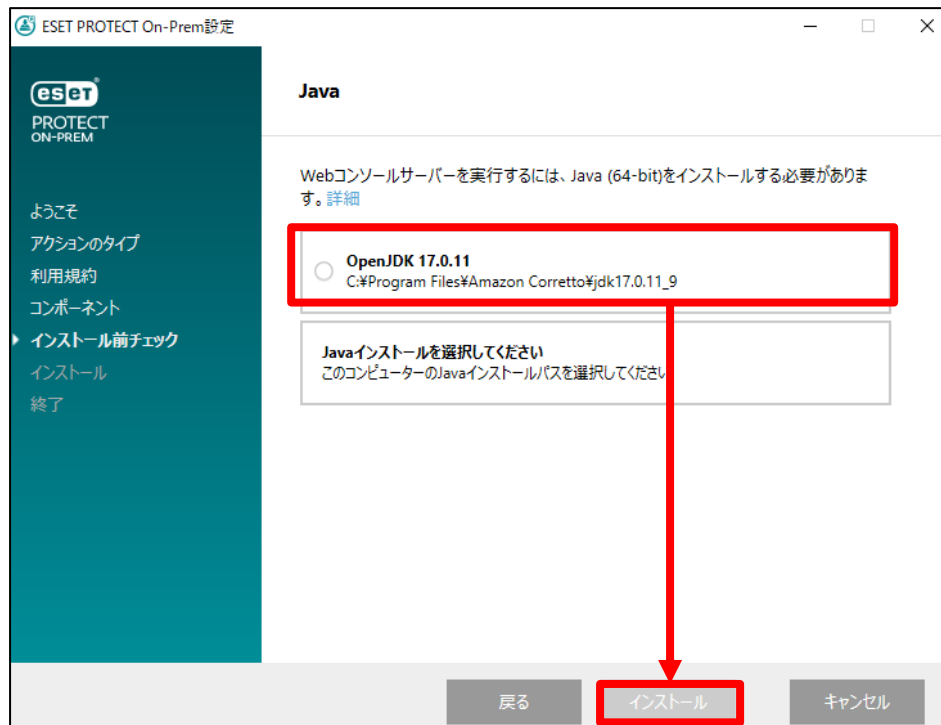 ESET PROTECT On-Prem設定
eset
PROTECT
ON-PREM
ようこそ
アクションのタイプ
利用規約
コンポーネント
インストール前チェック
インストール
終了
Java
Webコンソールサーバーを実行するには、Java (64-bit)をインストールする必要がありま
す。詳細
OpenJDK 17.0.11
C:¥Program Files¥Amazon Corretto¥jdk17.0.11_9
Javaインストールを選択してください
このコンピューターのJavaインストールパスを選択してください
戻る
インストール
キャンセル